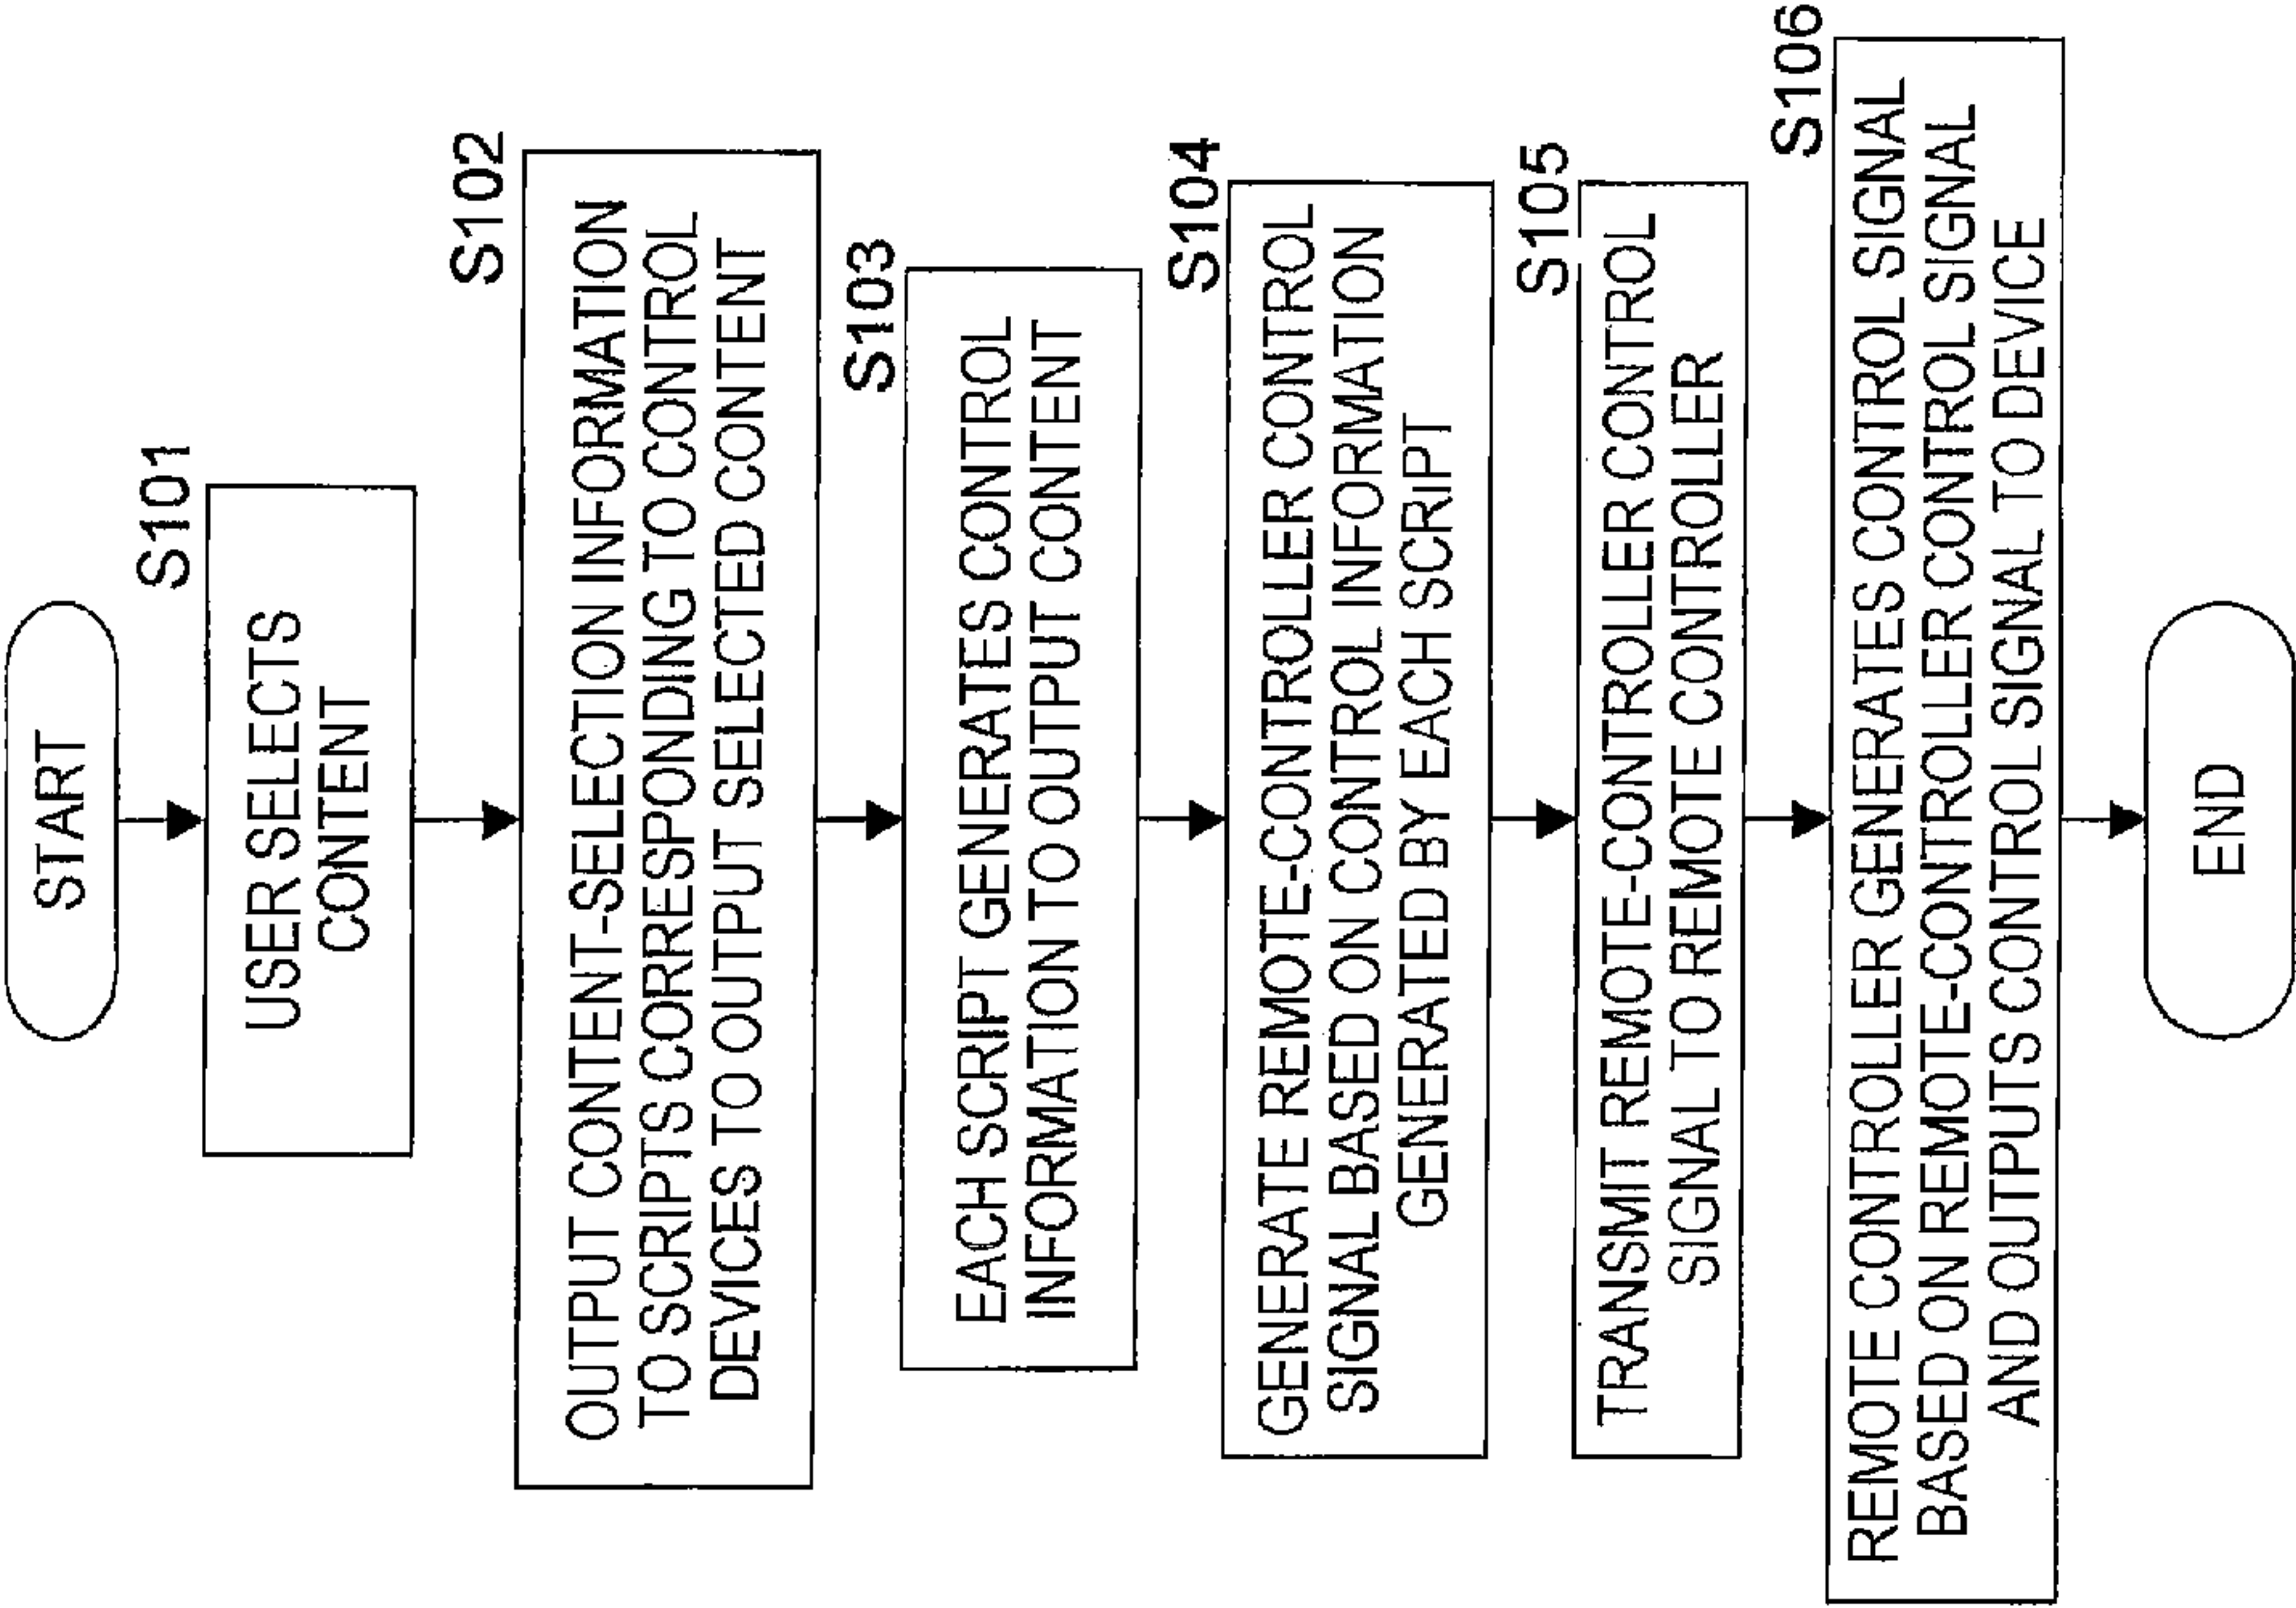 START
S101
USER SELECTS
CONTENT
S102
OUTPUT CONTENT-SELECTION INFORMATION
TO SCRIPTS CORRESPONDING TO CONTROL
DEVICES TO OUTPUT SELECTED CONTENT
S103
EACH SCRIPT GENERATES CONTROL
INFORMATION TO OUTPUT CONTENT
S104
GENERATE REMOTE-CONTROLLER CONTROL
SIGNAL BASED ON CONTROL INFORMATION
GENERATED BY EACH SCRIPT
S105
TRANSMIT REMOTE-CONTROLLER CONTROL
SIGNAL TO REMOTE CONTROLLER
S106
REMOTE CONTROLLER GENERATES CONTROL SIGNAL
BASED ON REMOTE-CONTROLLER CONTROL SIGNAL
AND OUTPUTS CONTROL SIGNAL TO DEVICE
END